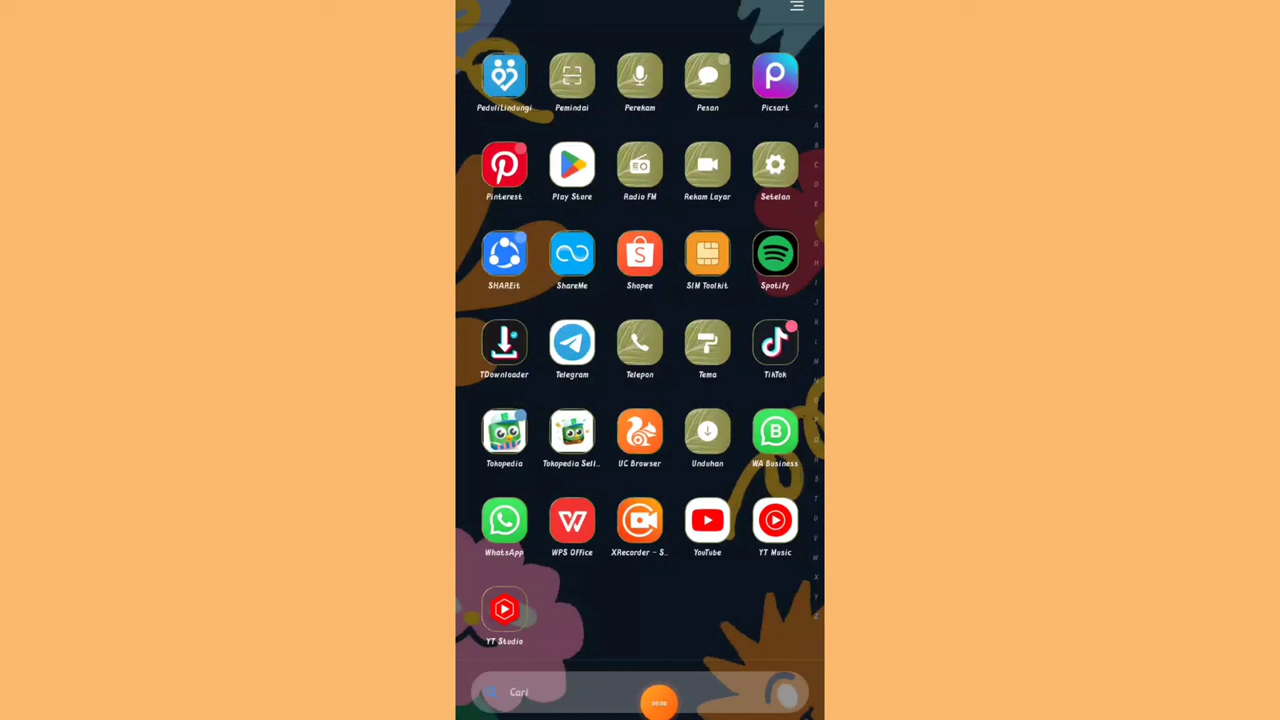 PeduliLindungi Pemindai Perekam Pesan Picsart
Pinterest Play Store Radio FM Rekam Layar Setelan
SHAREit ShareMe Shopee SIM Toolkit Spotify
TDownloader Telegram Telepon Tema TikTok
Tokopedia Tokopedia Sell.. UC Browser Unduhan WA Business
WhatsApp WPS Office XRecorder - S.. YouTube YT Music
YT Studio
Cari
00:00